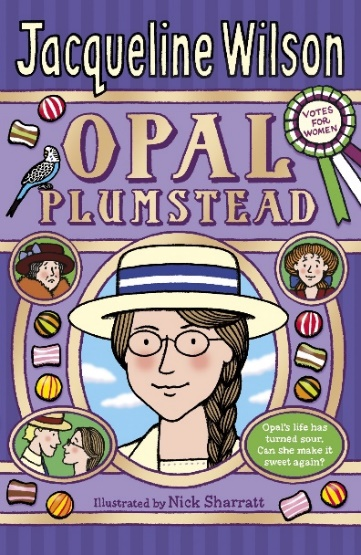 Jacqueline Wilson
VOTES
FOR
WOMEN
OPAL
PLUMSTEAD
Opal's life has
turned sour.
Can she make it
sweet again?
Illustrated by Nick Sharratt